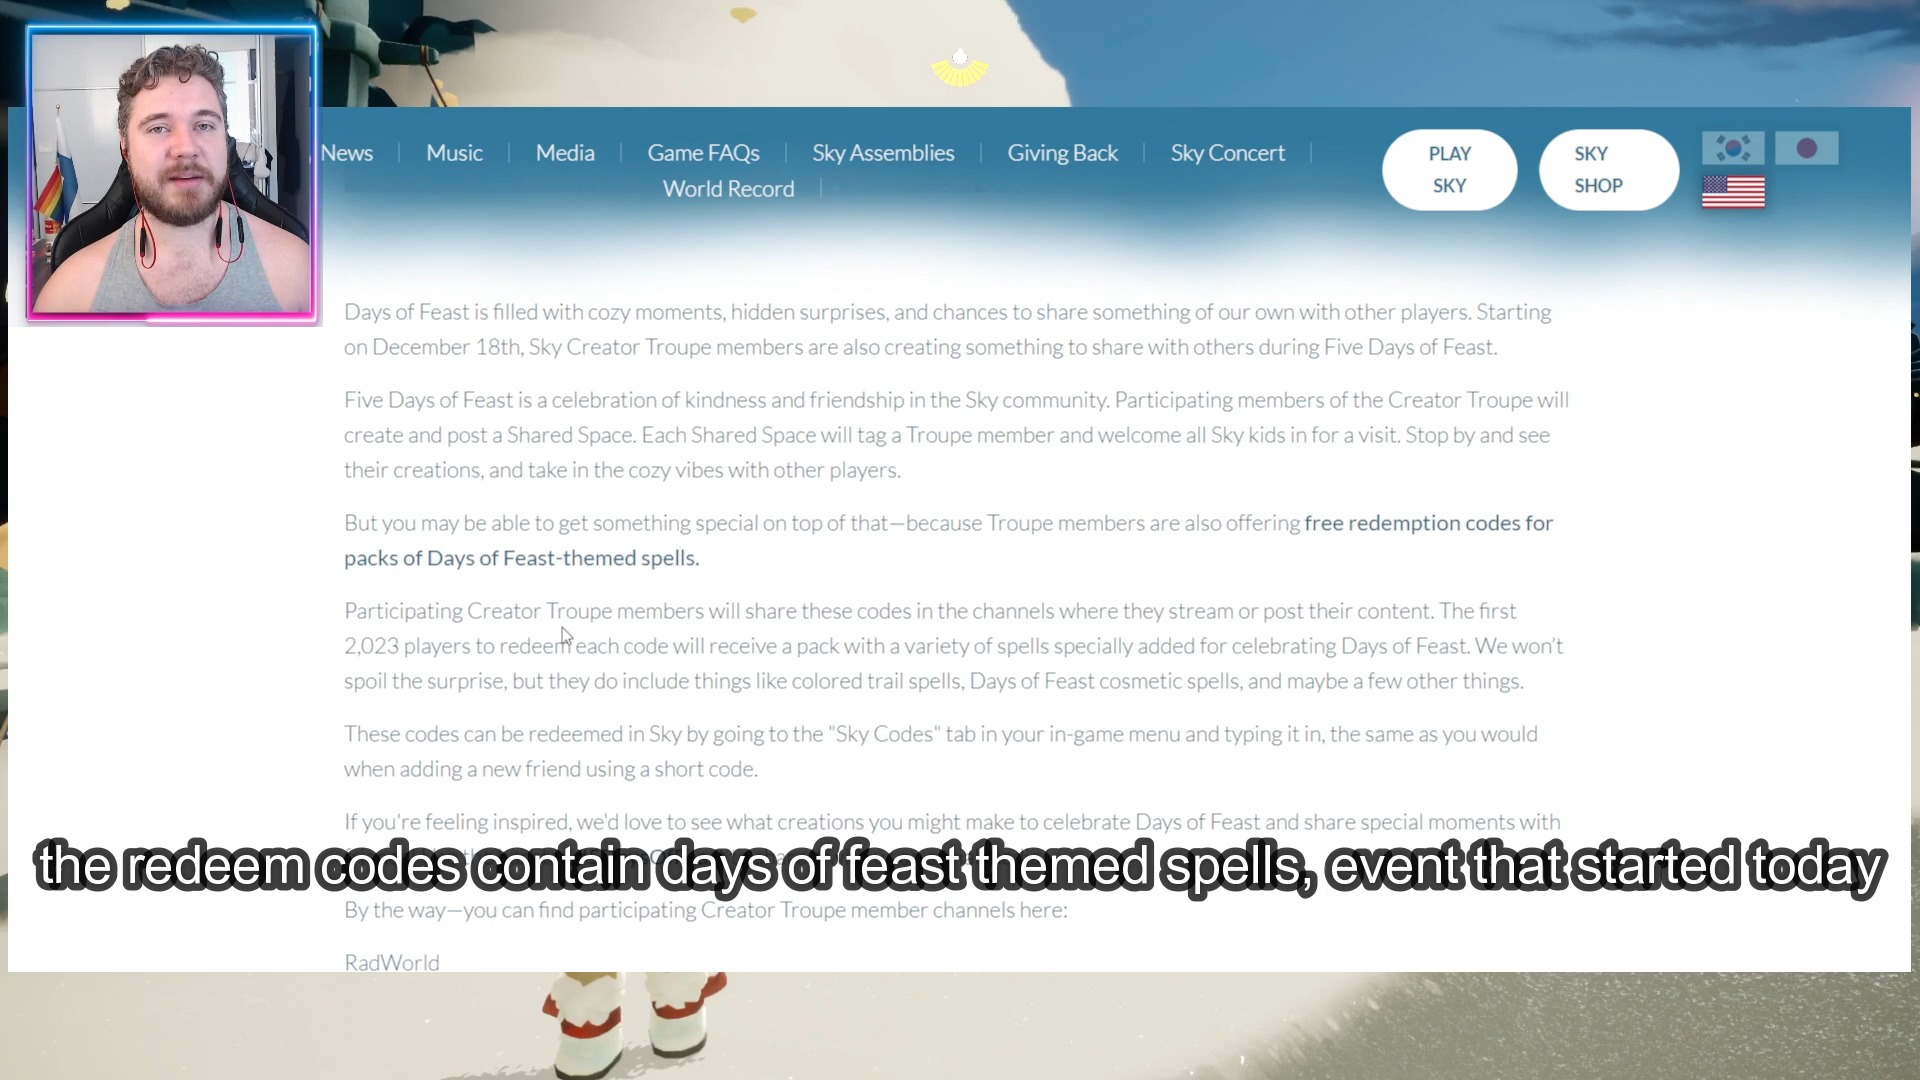 News
Music
Media
Game FAQs
Sky Assemblies
Giving Back
Sky Concert
World Record
PLAY
SKY
SKY
SHOP
Days of Feast is filled with cozy moments, hidden surprises, and chances to share something of our own with other players. Starting
on December 18th, Sky Creator Troupe members are also creating something to share with others during Five Days of Feast.
Five Days of Feast is a celebration of kindness and friendship in the Sky community. Participating members of the Creator Troupe will
create and post a Shared Space. Each Shared Space will tag a Troupe member and welcome all Sky kids in for a visit. Stop by and see
their creations, and take in the cozy vibes with other players.
But you may be able to get something special on top of that—because Troupe members are also offering free redemption codes for
packs of Days of Feast-themed spells.
Participating Creator Troupe members will share these codes in the channels where they stream or post their content. The first
2,023 players to redeem each code will receive a pack with a variety of spells specially added for celebrating Days of Feast. We won't
spoil the surprise, but they do include things like colored trail spells, Days of Feast cosmetic spells, and maybe a few other things.
These codes can be redeemed in Sky by going to the "Sky Codes" tab in your in-game menu and typing it in, the same as you would
when adding a new friend using a short code.
If you're feeling inspired, we'd love to see what creations you might make to celebrate Days of Feast and share special moments with
the redeem codes contain days of feast themed spells, event that started today
By the way—you can find participating Creator Troupe member channels here:
RadWorld